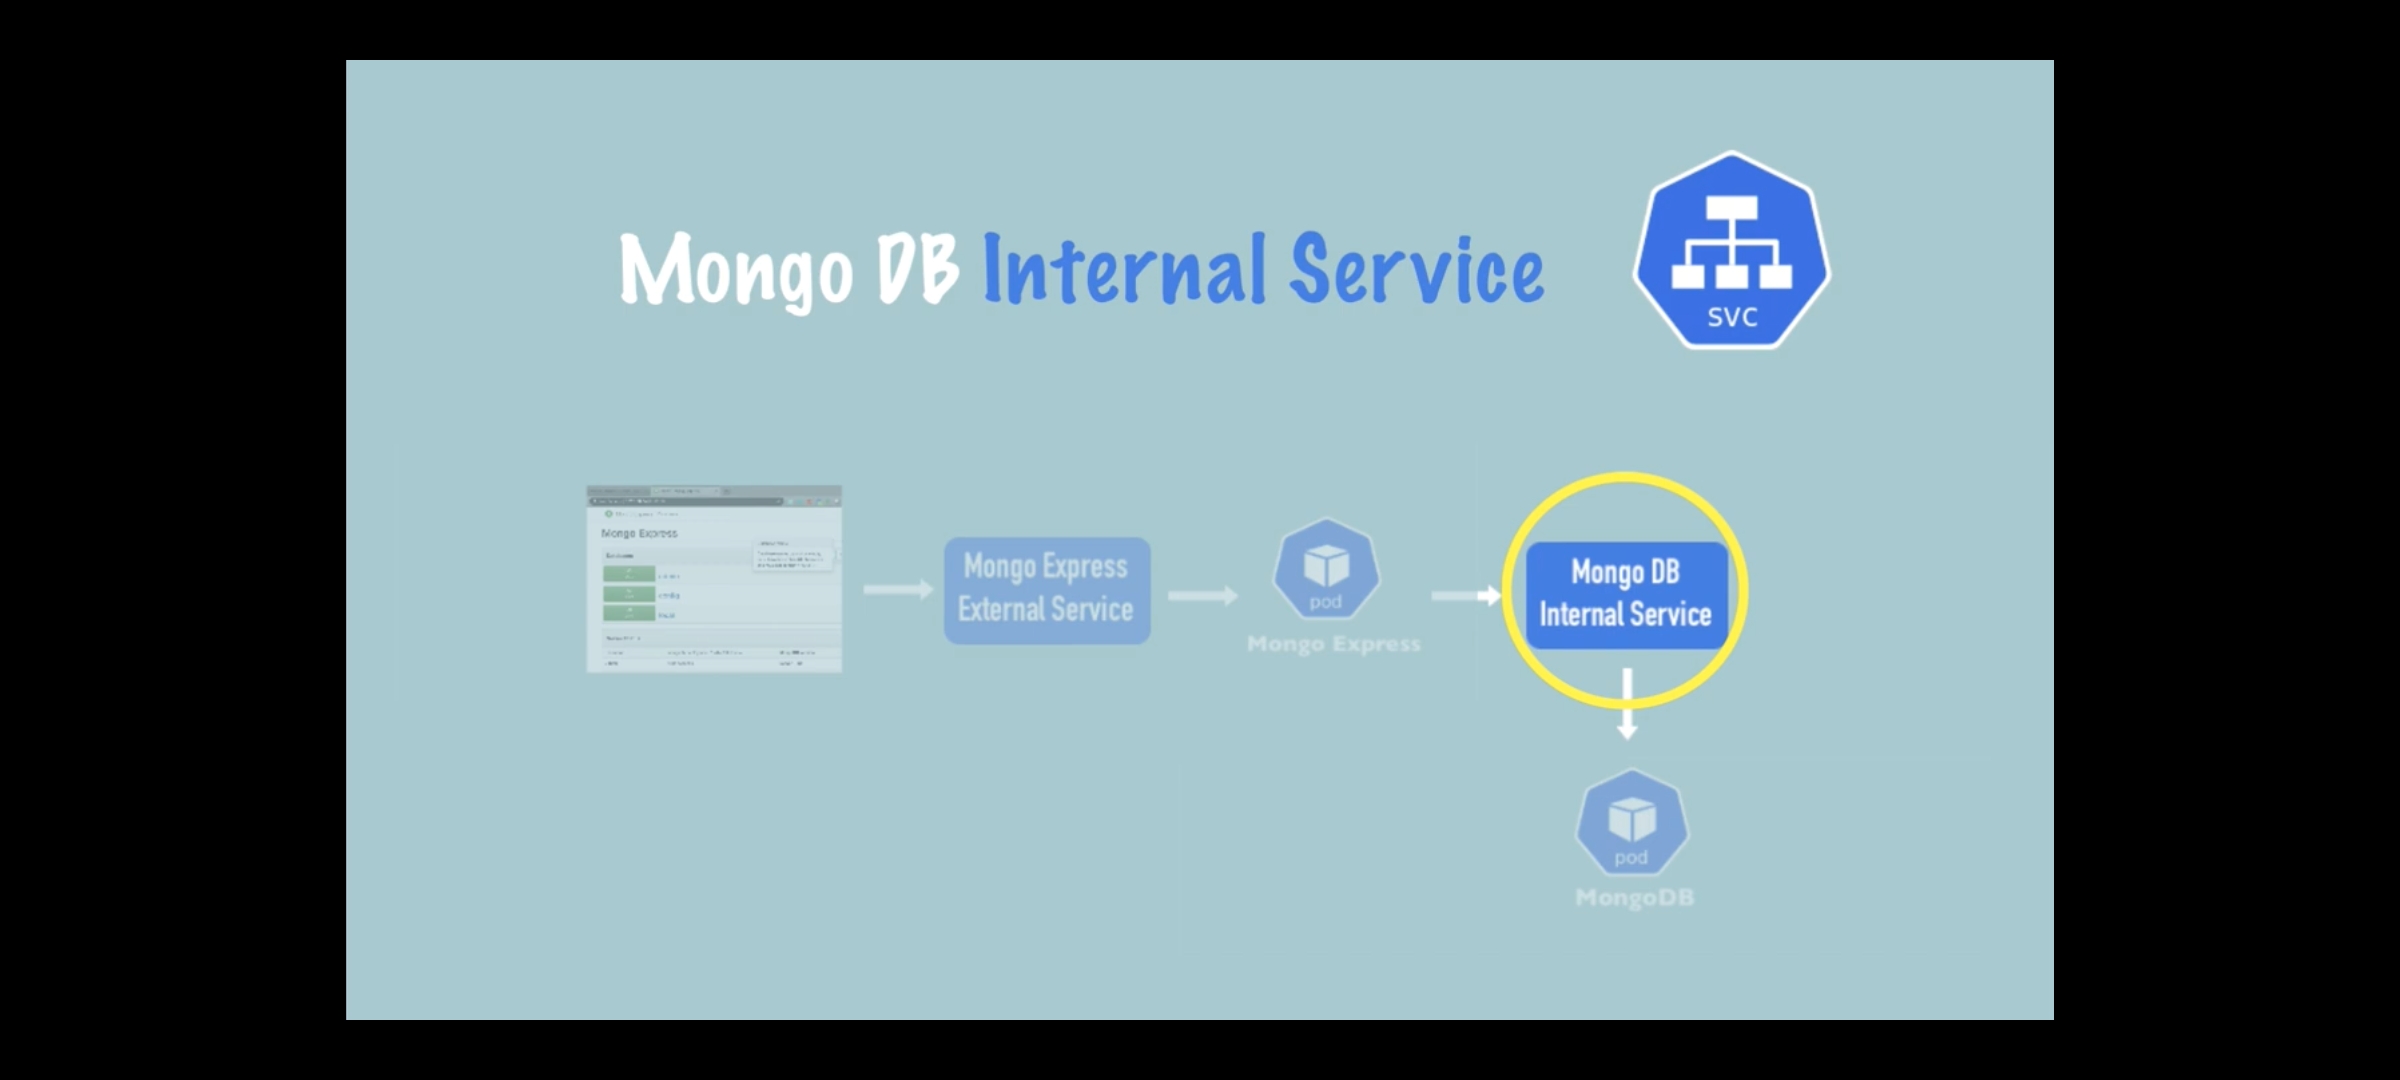 Mongo DB Internal Service
svc
Mongo Express
Mongo Express
External Service
pod
Mongo Express
Mongo DB
Internal Service
pod
MongoDB